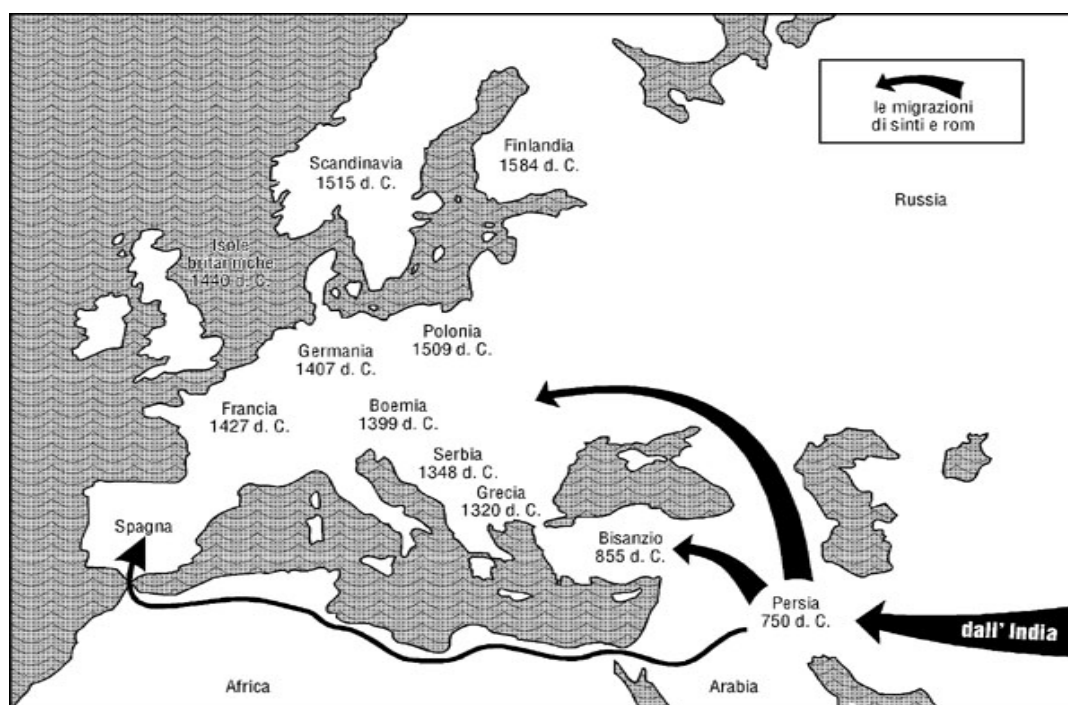 le migrazioni
di sinti e rom
Finlandia
1584 d. C.
Scandinavia
1515 d. C.
Russia
Isole
britanniche
1440 d. C.
Polonia
1509 d. C.
Germania
1407 d. C.
Francia
1427 d. C.
Boemia
1399 d. C.
Serbia
1348 d. C.
Grecia
1320 d. C.
Spagna
Bisanzio
855 d. C.
Persia
750 d. C.
dall' India
Africa
Arabia